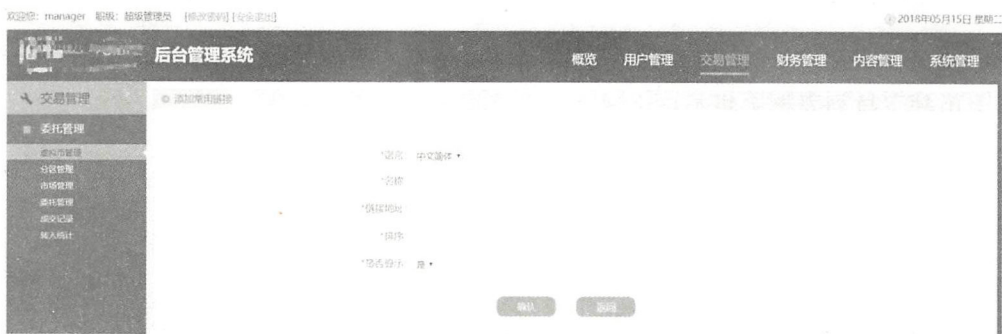 欢迎您：manager 职级：超级管理员 [修改密码] [安全退出]
2018年05月15日 星期二
后台管理系统
概览 用户管理 交易管理 财务管理 内容管理 系统管理
交易管理
添加常用链接
委托管理
虚拟币管理
分区管理
市场管理
委托管理
成交记录
转入统计
中文简体
*名称
*链接地址
*排序
*是否显示 是
确认 返回